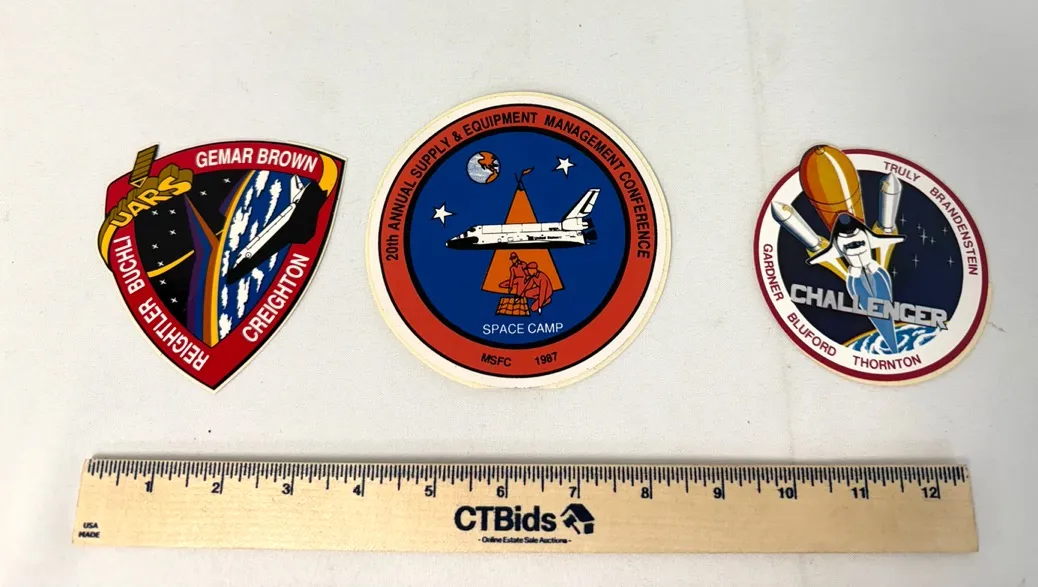 GEMAR BROWN
CREIGHTON
REIGHTLER BUCHLI
UARS
20th ANNUAL SUPPLY & EQUIPMENT MANAGEMENT CONFERENCE
SPACE CAMP
MSFC 1987
TRULY BRANDENSTEIN
CHALLENGER
GARDNER BLUFORD THORNTON
1 2 3 4 5 6 7 8 9 10 11 12
USA
MADE
CTBids
- Online Estate Sale Auctions -